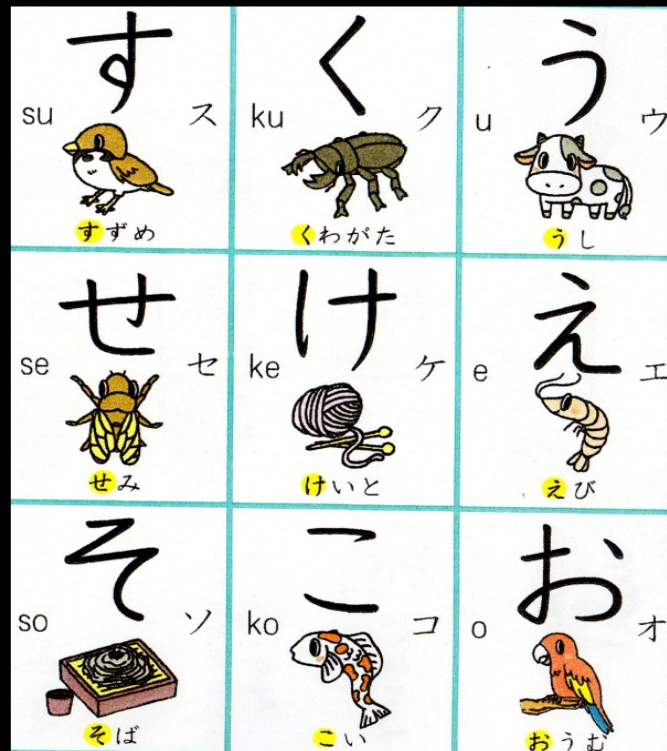 す
su ス
すずめ
く
ku ク
くわがた
う
u ウ
うし
せ
se セ
せみ
け
ke ケ
けいと
え
e エ
えび
そ
so ソ
そば
こ
ko コ
こい
お
o オ
おうむ